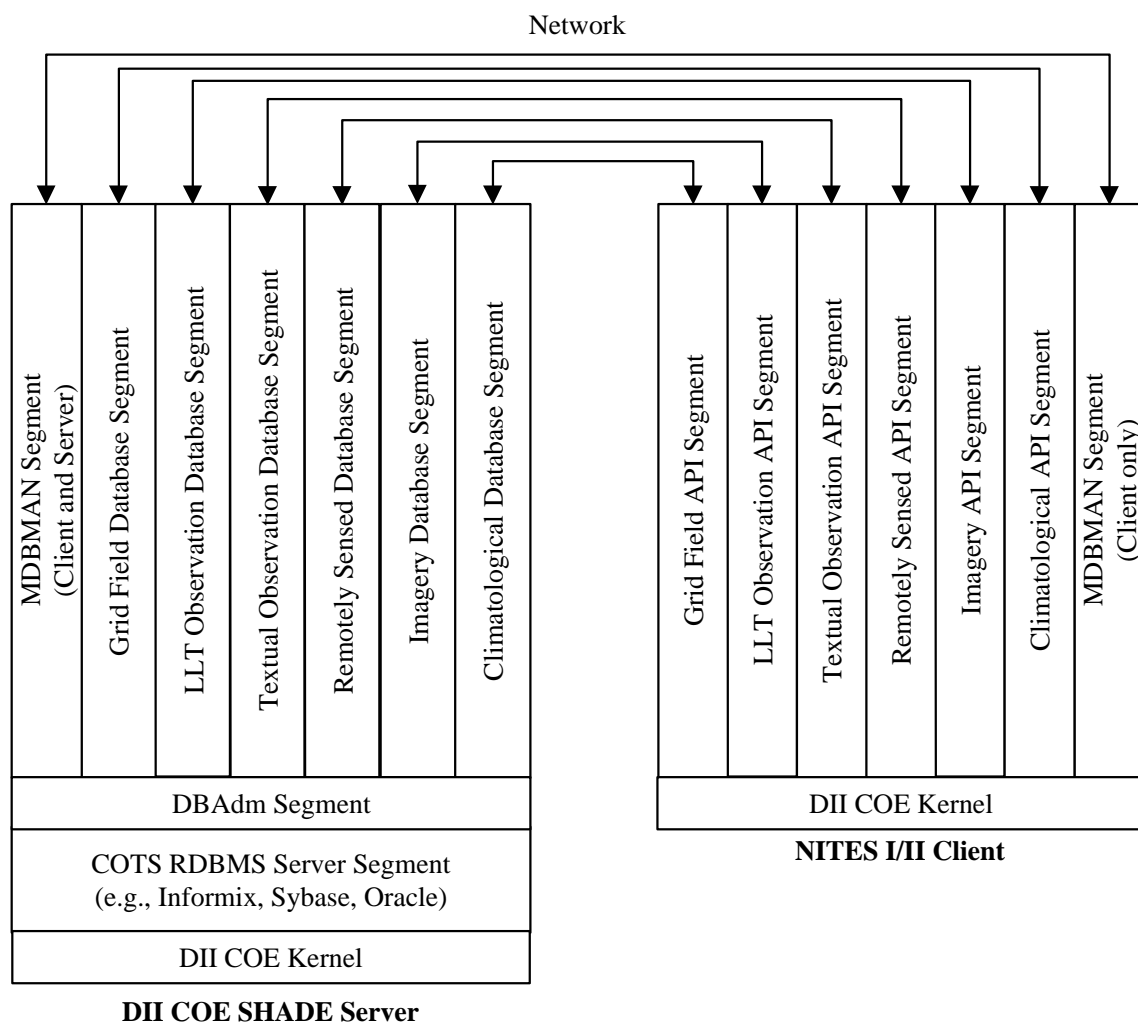 Network
MDBMAN Segment
(Client and Server)
Grid Field Database Segment
LLT Observation Database Segment
Textual Observation Database Segment
Remotely Sensed Database Segment
Imagery Database Segment
Climatological Database Segment
Grid Field API Segment
LLT Observation API Segment
Textual Observation API Segment
Remotely Sensed API Segment
Imagery API Segment
Climatological API Segment
MDBMAN Segment
(Client only)
DBAdm Segment
COTS RDBMS Server Segment
(e.g., Informix, Sybase, Oracle)
DII COE Kernel
DII COE SHADE Server
DII COE Kernel
NITES I/II Client